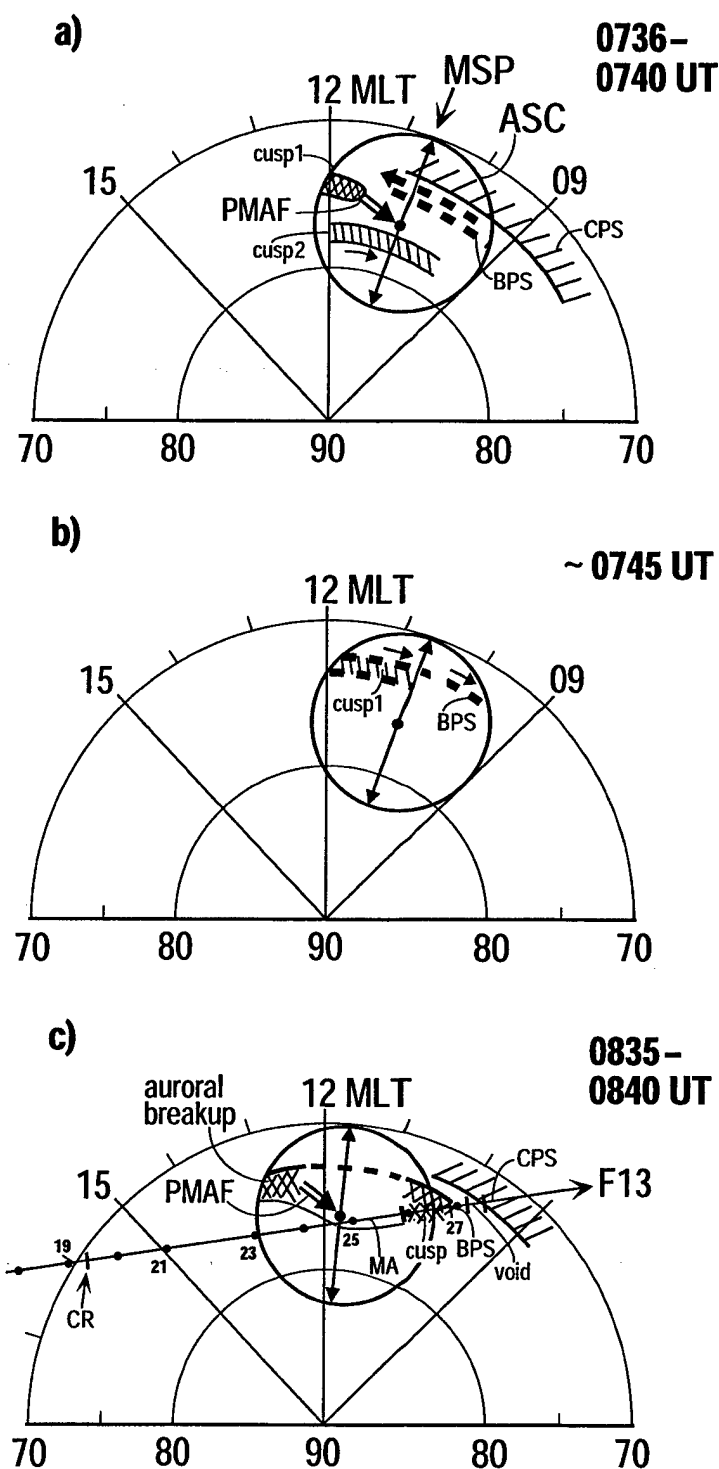 a)
0736–
0740 UT
MSP
12 MLT
ASC
cusp1
15
09
PMAF
CPS
cusp2
BPS
70 80 90 80 70
b)
~ 0745 UT
12 MLT
15
09
cusp1
BPS
70 80 90 80 70
c)
0835–
0840 UT
auroral
breakup
12 MLT
CPS
PMAF
F13
15
19 21 23 25 27
MA
cusp
BPS
void
CR
70 80 90 80 70